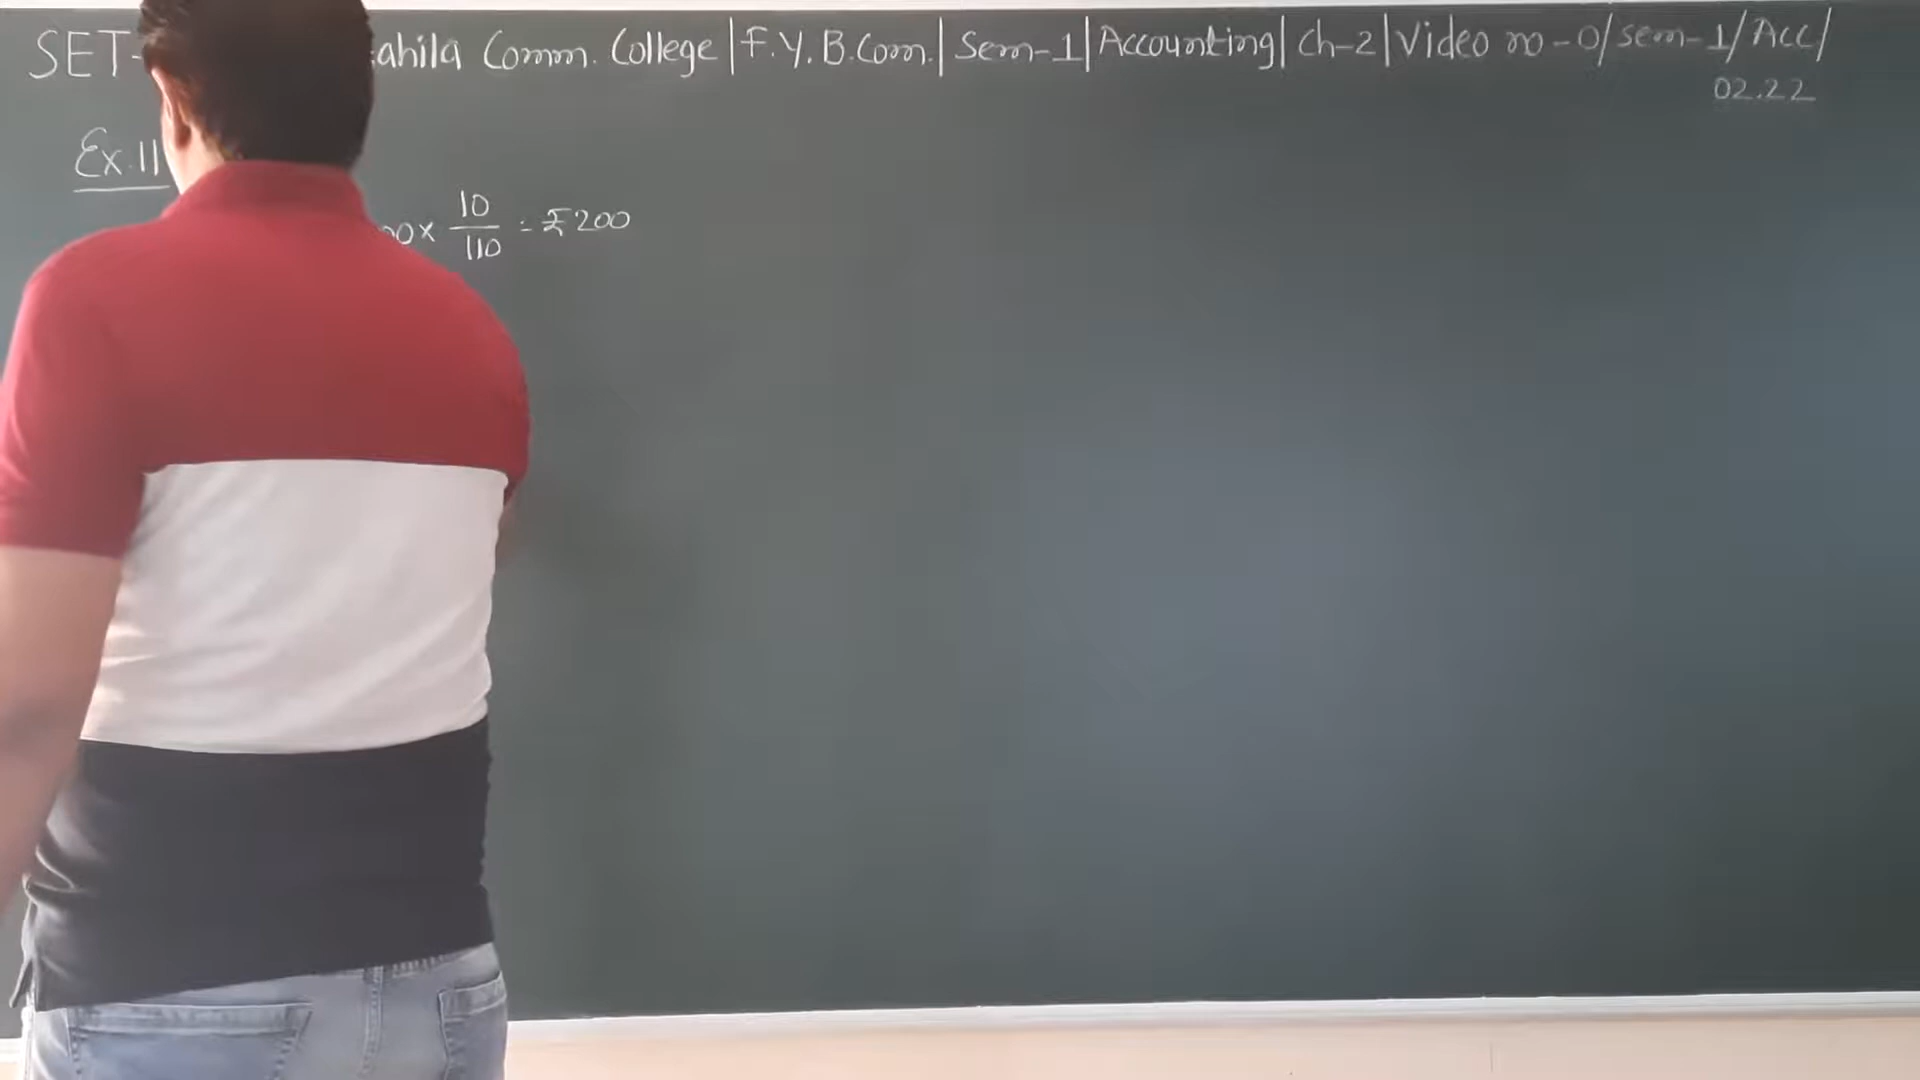 SET- ahila Comm. College | F.Y.B.Com. | Sem-1 | Accounting | Ch-2 | Video no - 0/sem-1/Acc/
02.22
Ex.11
00 × 10/110 = ₹200